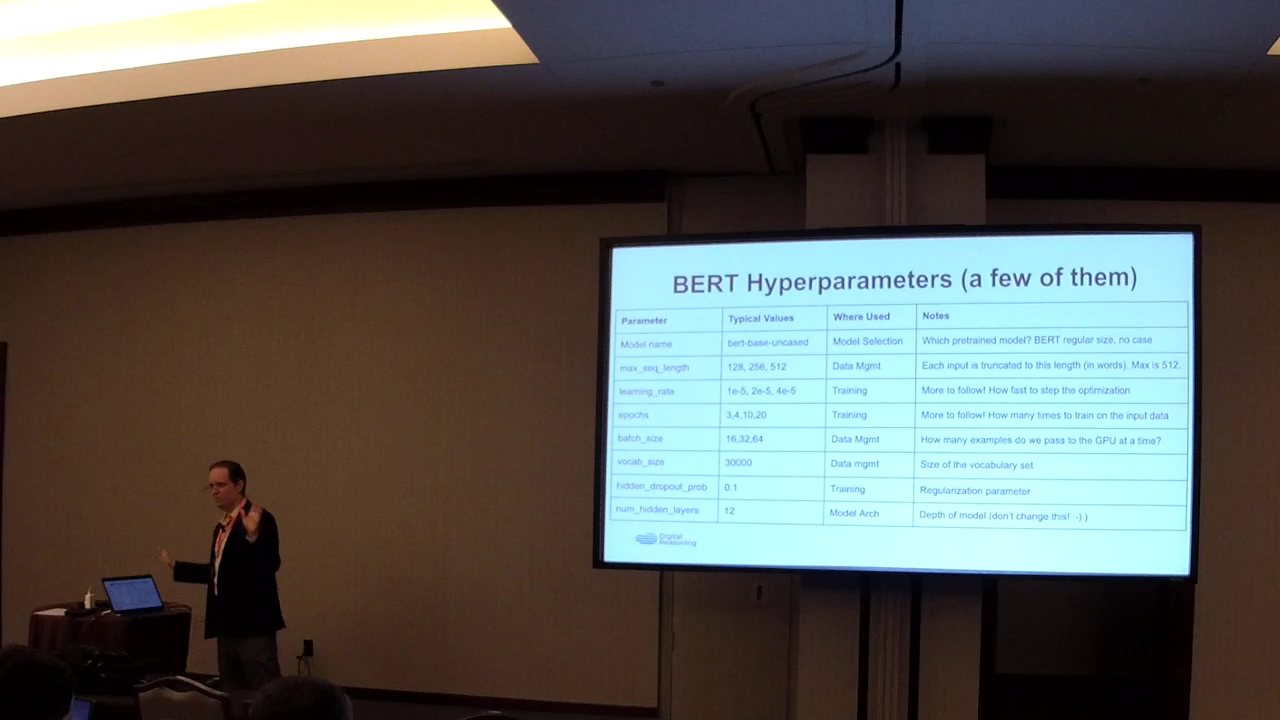 BERT Hyperparameters (a few of them)
Parameter Typical Values Where Used Notes
Model name bert-base-uncased Model Selection Which pretrained model? BERT regular size, no case
max_seq_length 128, 256, 512 Data Mgmt Each input is truncated to this length (in words). Max is 512.
learning_rate 1e-5, 2e-5, 4e-5 Training More to follow! How fast to step the optimization
epochs 3,4,10,20 Training More to follow! How many times to train on the input data
batch_size 16,32,64 Data Mgmt How many examples do we pass to the GPU at a time?
vocab_size 30000 Data mgmt Size of the vocabulary set
hidden_dropout_prob 0.1 Training Regularization parameter
num_hidden_layers 12 Model Arch Depth of model (don't change this! :-) )
Digital
Reasoning